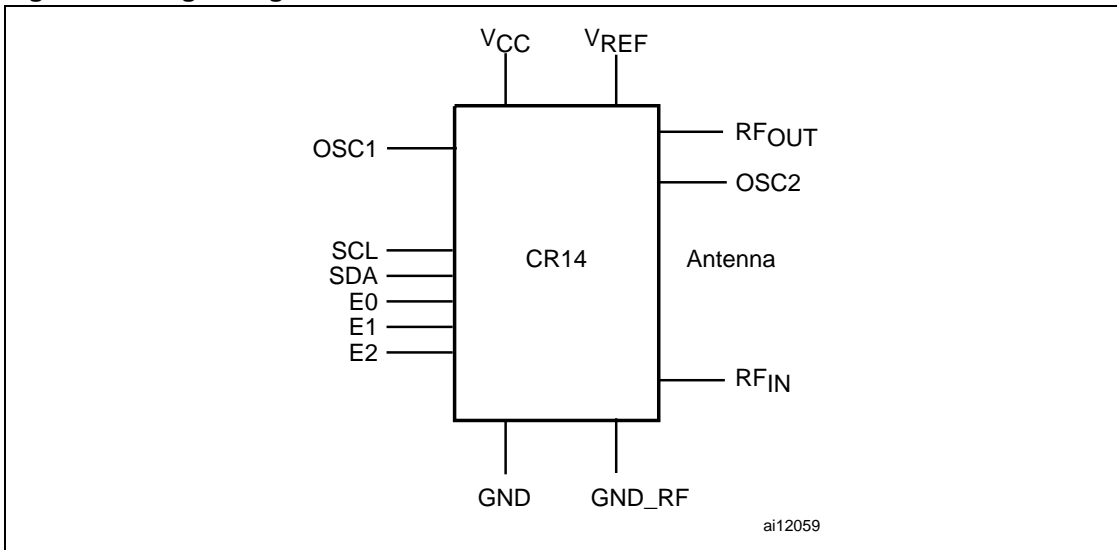 VCC VREF
RFOUT
OSC1
OSC2
SCL
CR14 Antenna
SDA
E0
E1
E2
RFIN
GND GND_RF
ai12059